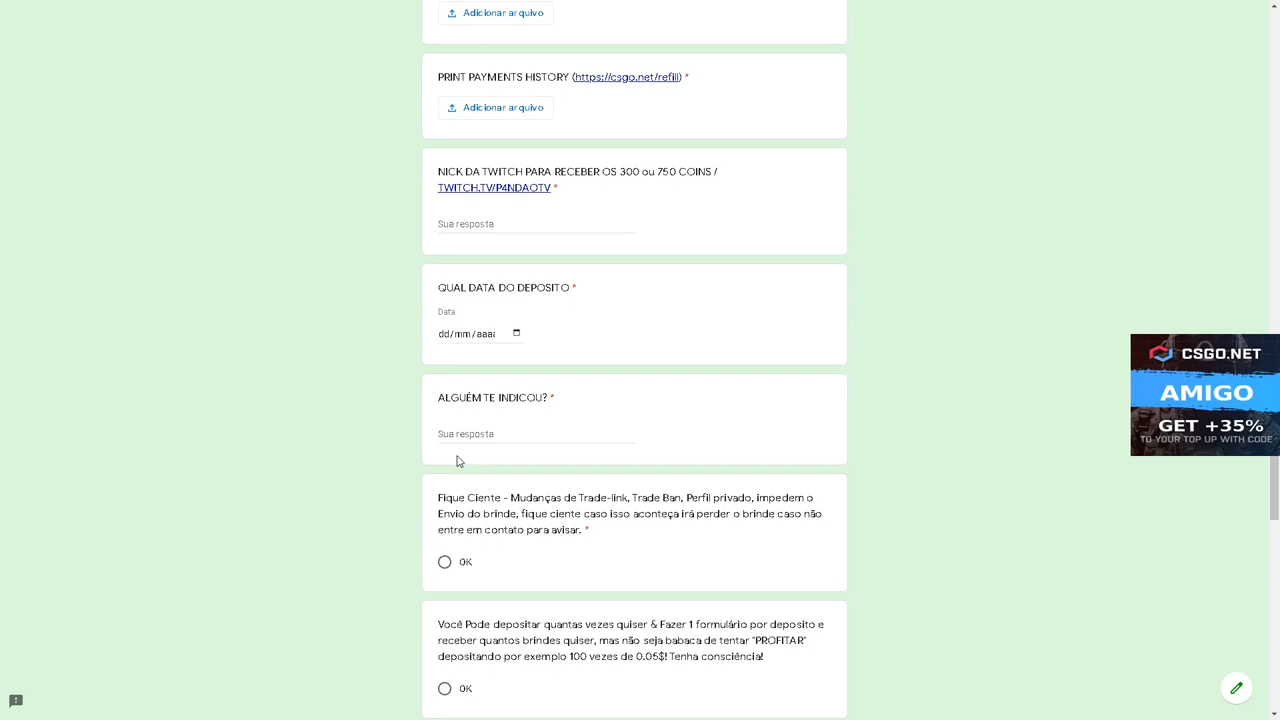 Adicionar arquivo
PRINT PAYMENTS HISTORY (https://csgo.net/refill) *
Adicionar arquivo
NICK DA TWITCH PARA RECEBER OS 300 ou 750 COINS /
TWITCH.TV/P4NDAOTV *
Sua resposta
QUAL DATA DO DEPOSITO *
Data
dd/mm/aaaa
ALGUÉM TE INDICOU? *
Sua resposta
Fique Ciente - Mudanças de Trade-link, Trade Ban, Perfil privado, impedem o
Envio do brinde, fique ciente caso isso aconteça irá perder o brinde caso não
entre em contato para avisar. *
OK
Você Pode depositar quantas vezes quiser & Fazer 1 formulário por deposito e
receber quantos brindes quiser, mas não seja babaca de tentar "PROFITAR"
depositando por exemplo 100 vezes de 0.05$! Tenha consciência!
OK
CSGO.NET
AMIGO
GET +35%
TO YOUR TOP UP WITH CODE